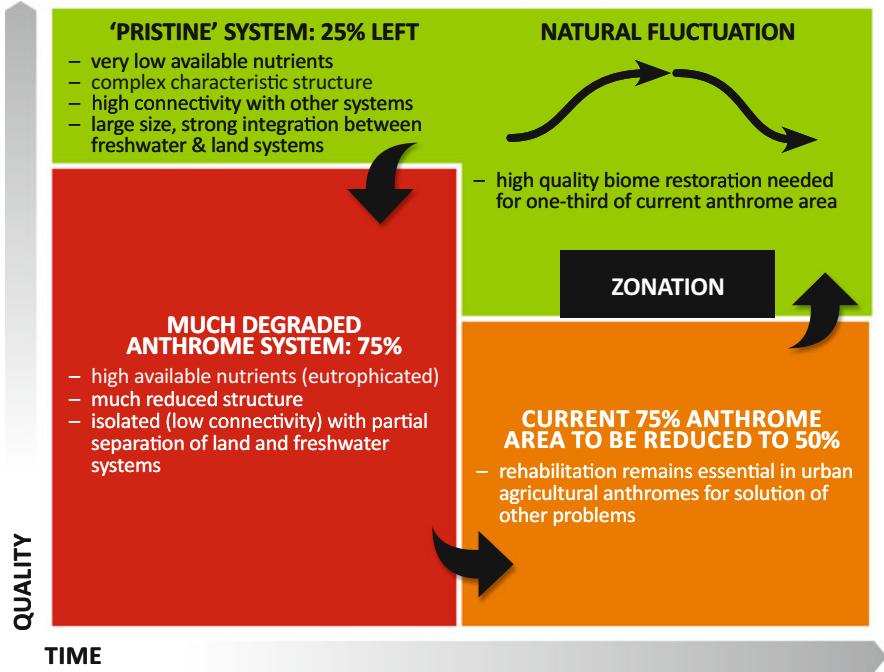 ‘PRISTINE’ SYSTEM: 25% LEFT
– very low available nutrients
– complex characteristic structure
– high connectivity with other systems
– large size, strong integration between
freshwater & land systems
NATURAL FLUCTUATION
– high quality biome restoration needed
for one-third of current anthrome area
ZONATION
MUCH DEGRADED
ANTHROME SYSTEM: 75%
– high available nutrients (eutrophicated)
– much reduced structure
– isolated (low connectivity) with partial
separation of land and freshwater
systems
CURRENT 75% ANTHROME
AREA TO BE REDUCED TO 50%
– rehabilitation remains essential in urban
agricultural anthromes for solution of
other problems
QUALITY
TIME